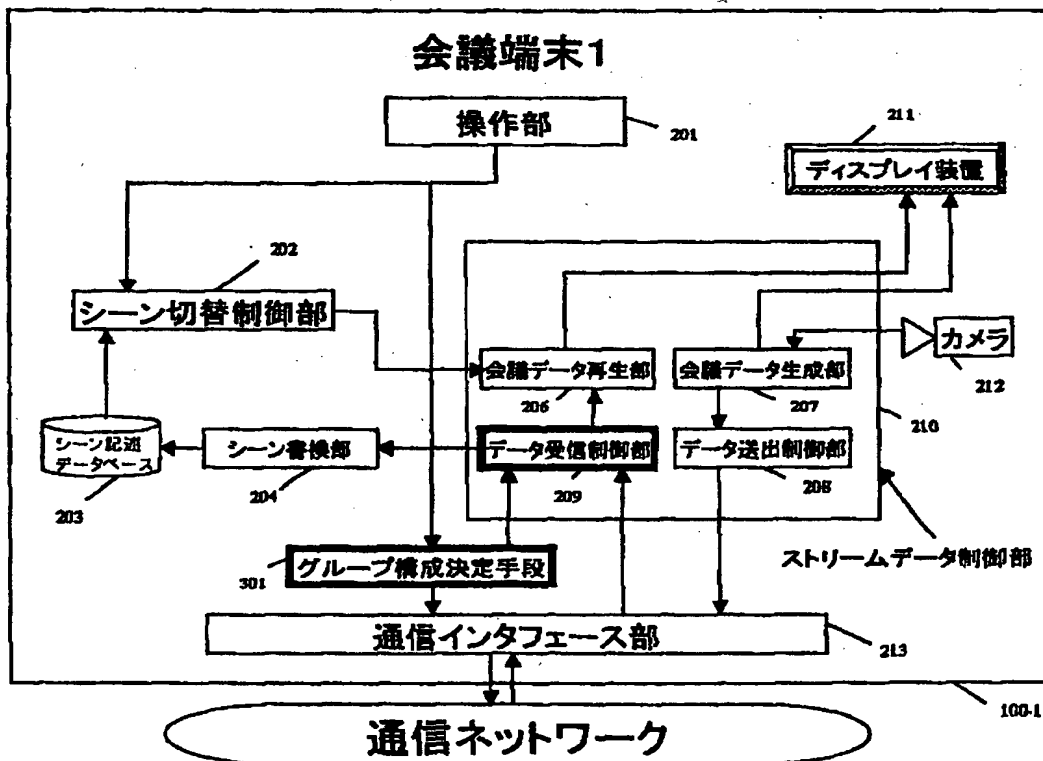 会議端末1
操作部
201
211
ディスプレイ装置
202
シーン切替制御部
カメラ
212
会議データ再生部
会議データ生成部
206
207
210
シーン記述
データベース
203
シーン書換部
204
データ受信制御部
209
データ送出制御部
208
ストリームデータ制御部
グループ構成決定手段
301
通信インタフェース部
213
100-1
通信ネットワーク